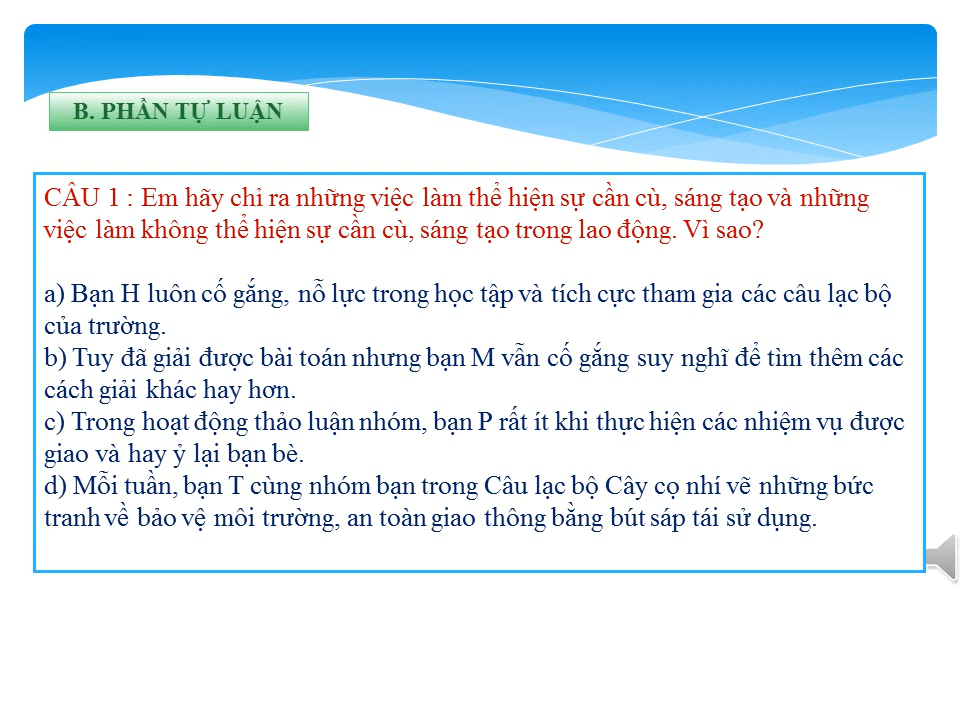 B. PHẦN TỰ LUẬN
CÂU 1 : Em hãy chỉ ra những việc làm thể hiện sự cần cù, sáng tạo và những
việc làm không thể hiện sự cần cù, sáng tạo trong lao động. Vì sao?
a) Bạn H luôn cố gắng, nỗ lực trong học tập và tích cực tham gia các câu lạc bộ
của trường.
b) Tuy đã giải được bài toán nhưng bạn M vẫn cố gắng suy nghĩ để tìm thêm các
cách giải khác hay hơn.
c) Trong hoạt động thảo luận nhóm, bạn P rất ít khi thực hiện các nhiệm vụ được
giao và hay ỷ lại bạn bè.
d) Mỗi tuần, bạn T cùng nhóm bạn trong Câu lạc bộ Cây cọ nhí vẽ những bức
tranh về bảo vệ môi trường, an toàn giao thông bằng bút sáp tái sử dụng.